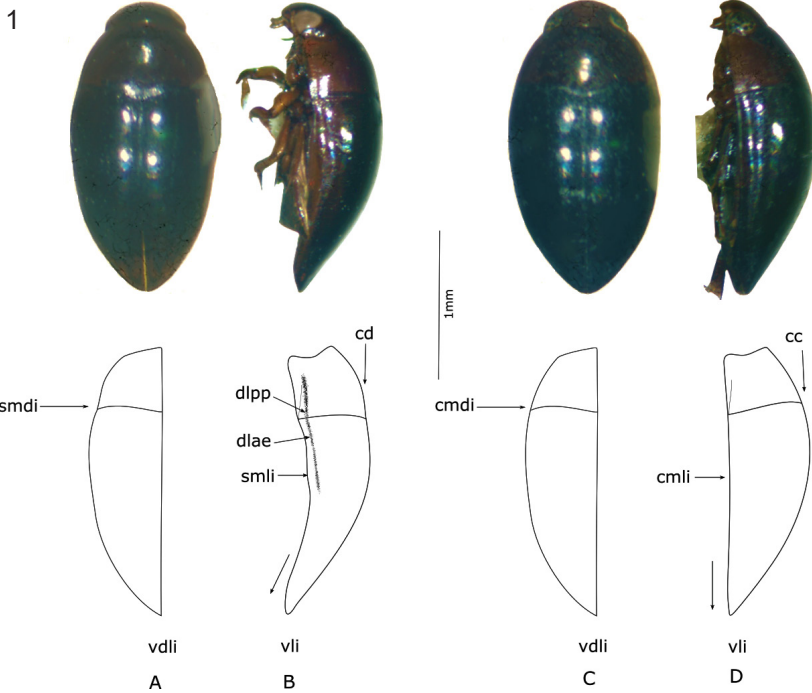 1
1mm
cd
cc
dlpp
smdi
cmdi
dlae
smli
cmli
vdli
vli
vdli
vli
A
B
C
D